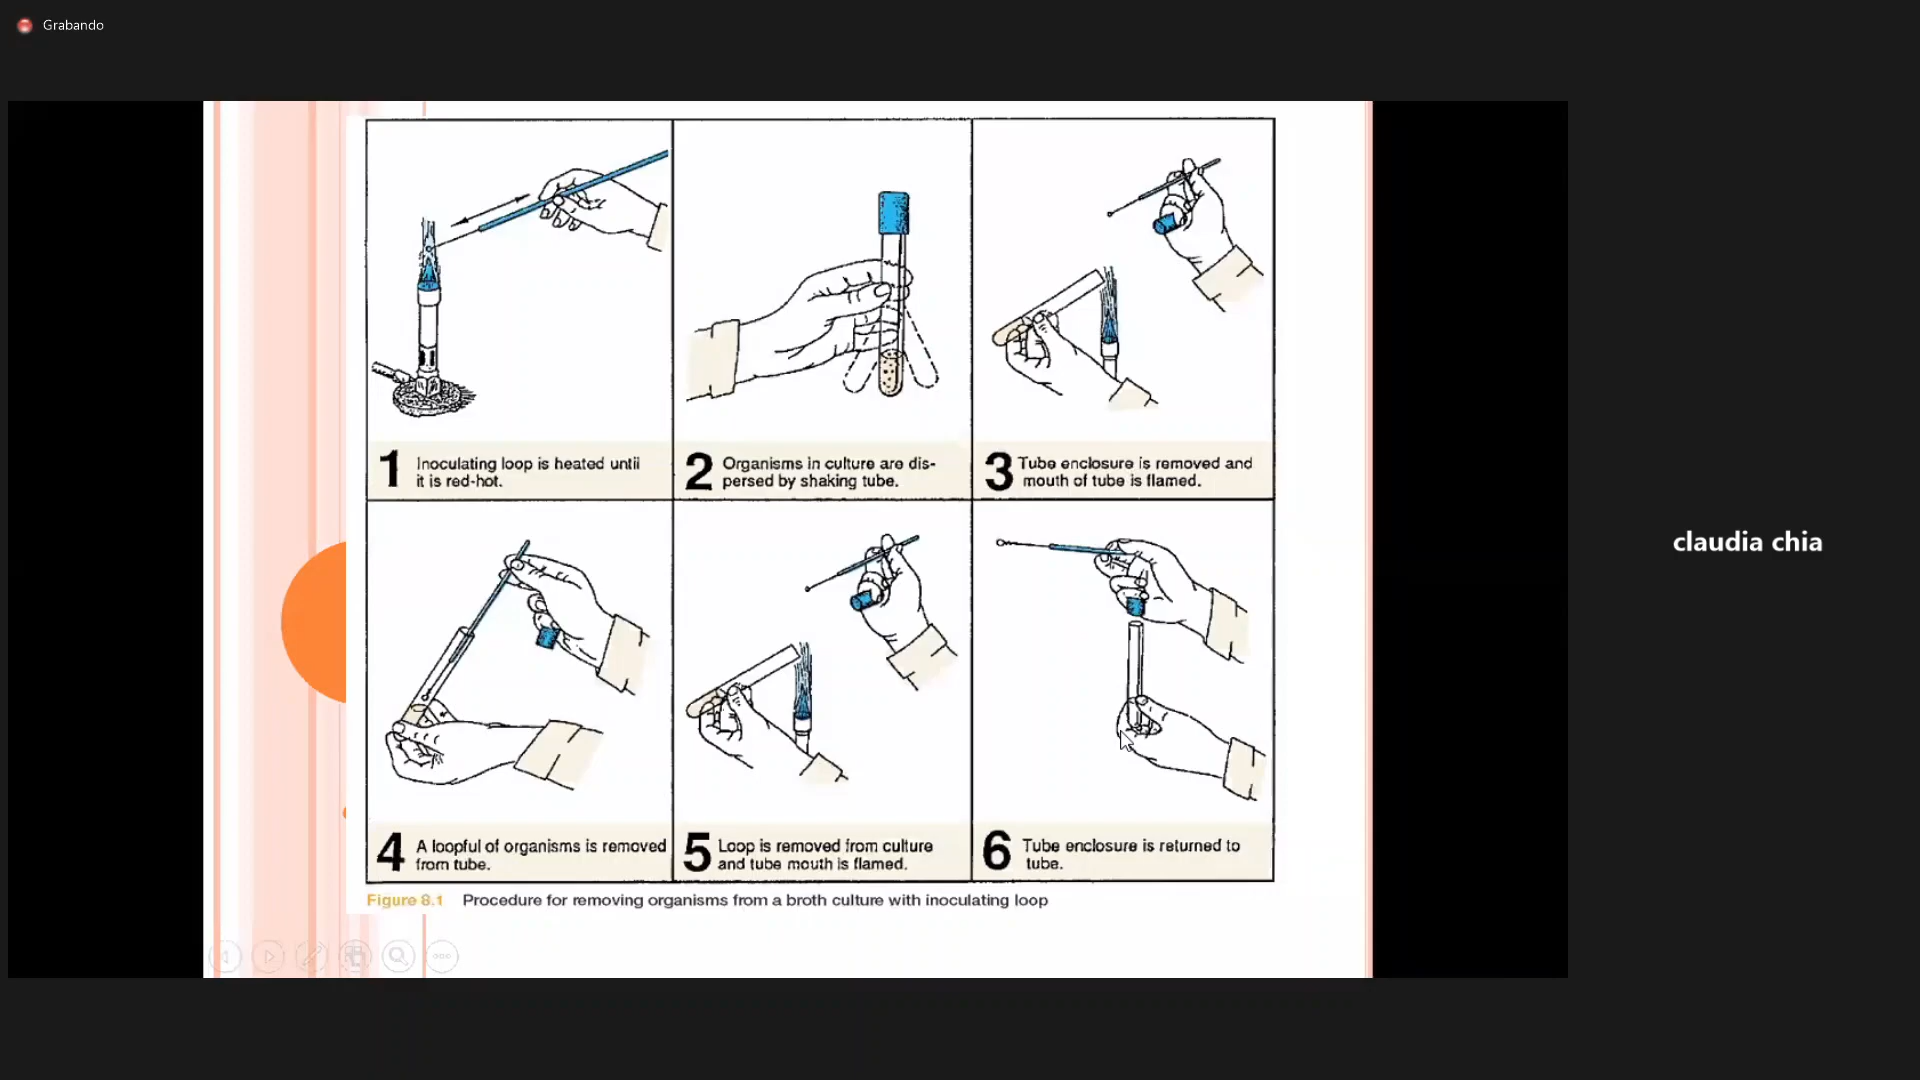 Grabando
1 Inoculating loop is heated until
it is red-hot.
2 Organisms in culture are dis-
persed by shaking tube.
3 Tube enclosure is removed and
mouth of tube is flamed.
4 A loopful of organisms is removed
from tube.
5 Loop is removed from culture
and tube mouth is flamed.
6 Tube enclosure is returned to
tube.
Figure 8.1 Procedure for removing organisms from a broth culture with inoculating loop
claudia chia